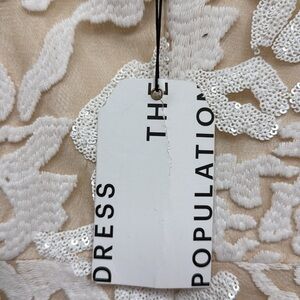 DRESS
THE
POPULATION